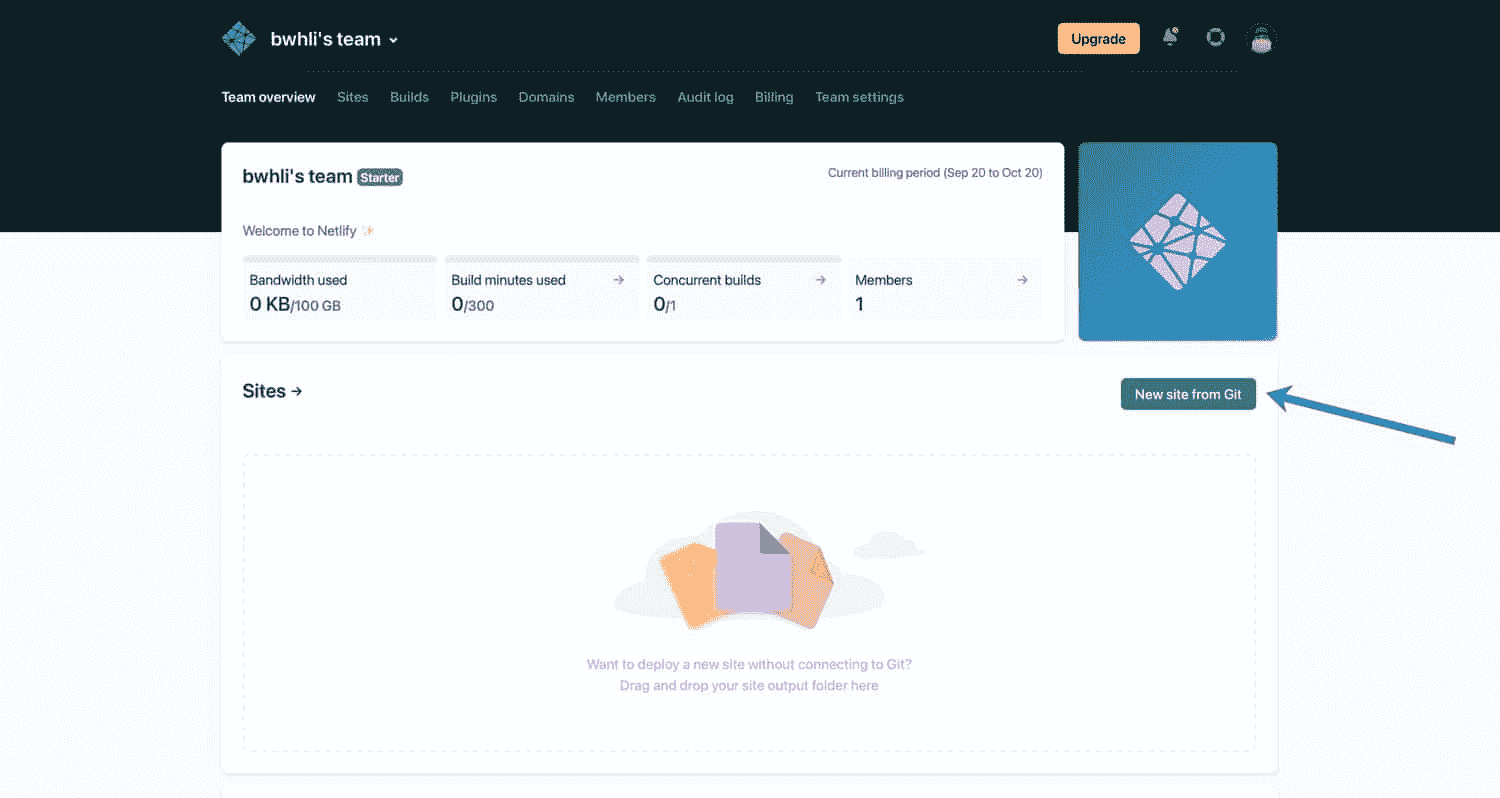 bwhli's team
Upgrade
Team overview Sites Builds Plugins Domains Members Audit log Billing Team settings
bwhli's team Starter
Current billing period (Sep 20 to Oct 20)
Welcome to Netlify ✨
Bandwidth used
0 KB/100 GB
Build minutes used →
0/300
Concurrent builds →
0/1
Members →
1
Sites →
New site from Git
Want to deploy a new site without connecting to Git?
Drag and drop your site output folder here